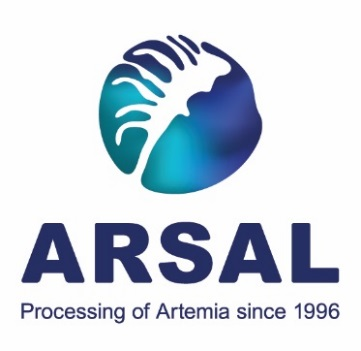 ARSAL
Processing of Artemia since 1996